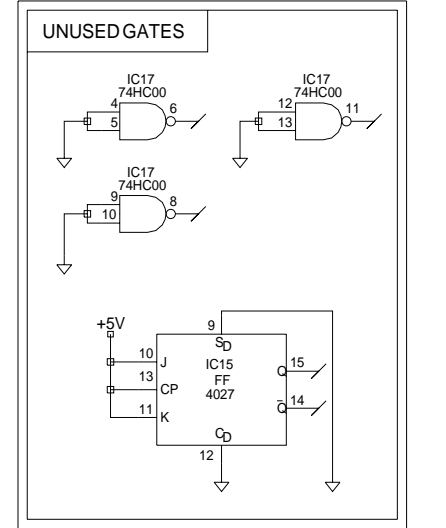 UNUSED GATES
IC17
74HC00
4
5
6
IC17
74HC00
12
13
11
IC17
74HC00
9
10
8
+5V
9
SD
10
J
IC15
Q
15
13
CP
FF
4027
11
K
Q̅
14
CD
12